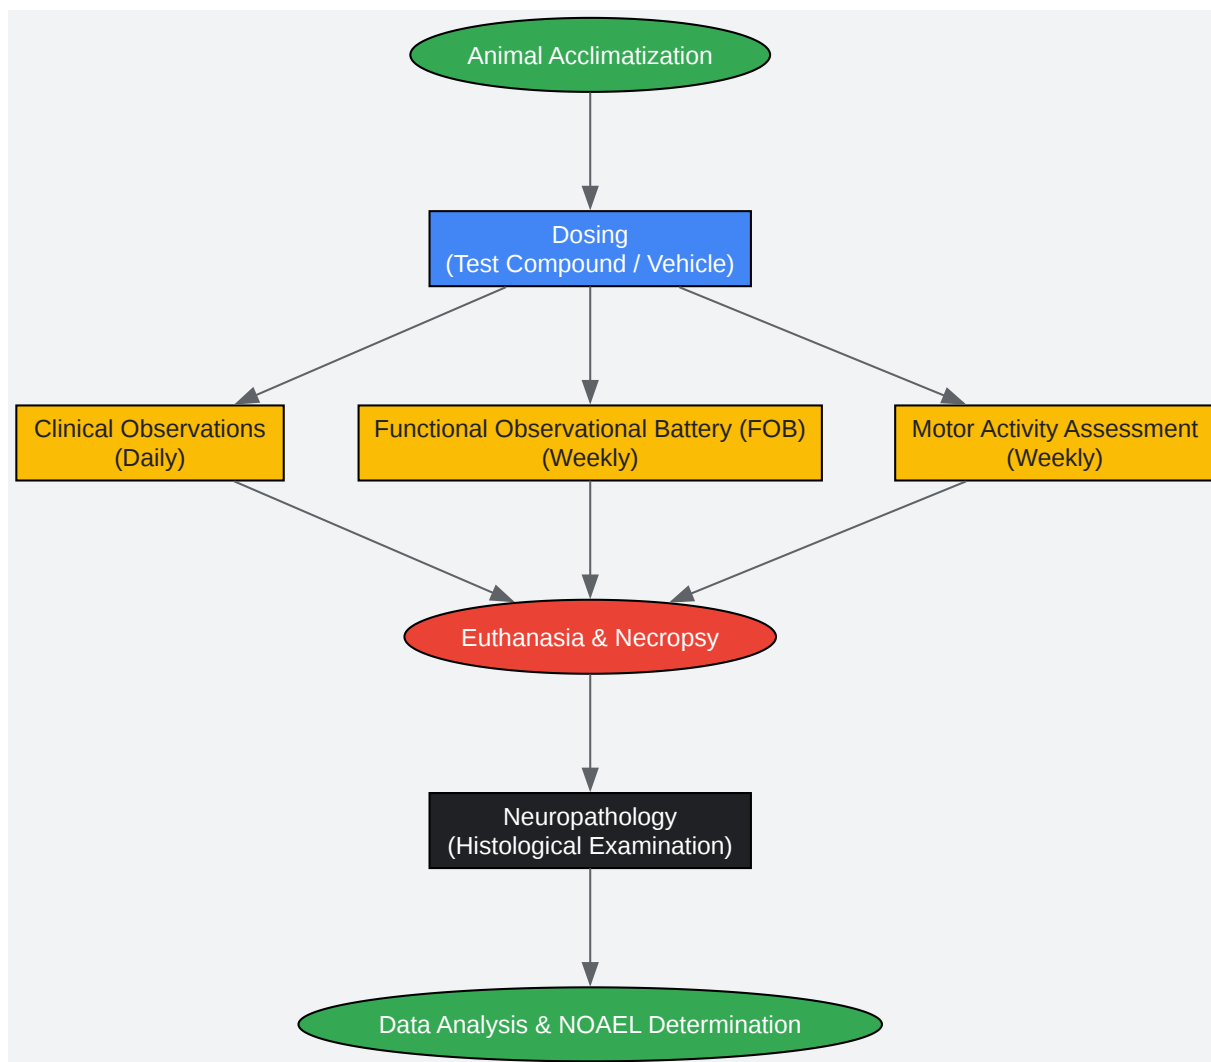 Animal Acclimatization
Dosing
(Test Compound / Vehicle)
Clinical Observations
(Daily)
Functional Observational Battery (FOB)
(Weekly)
Motor Activity Assessment
(Weekly)
Euthanasia & Necropsy
Neuropathology
(Histological Examination)
Data Analysis & NOAEL Determination